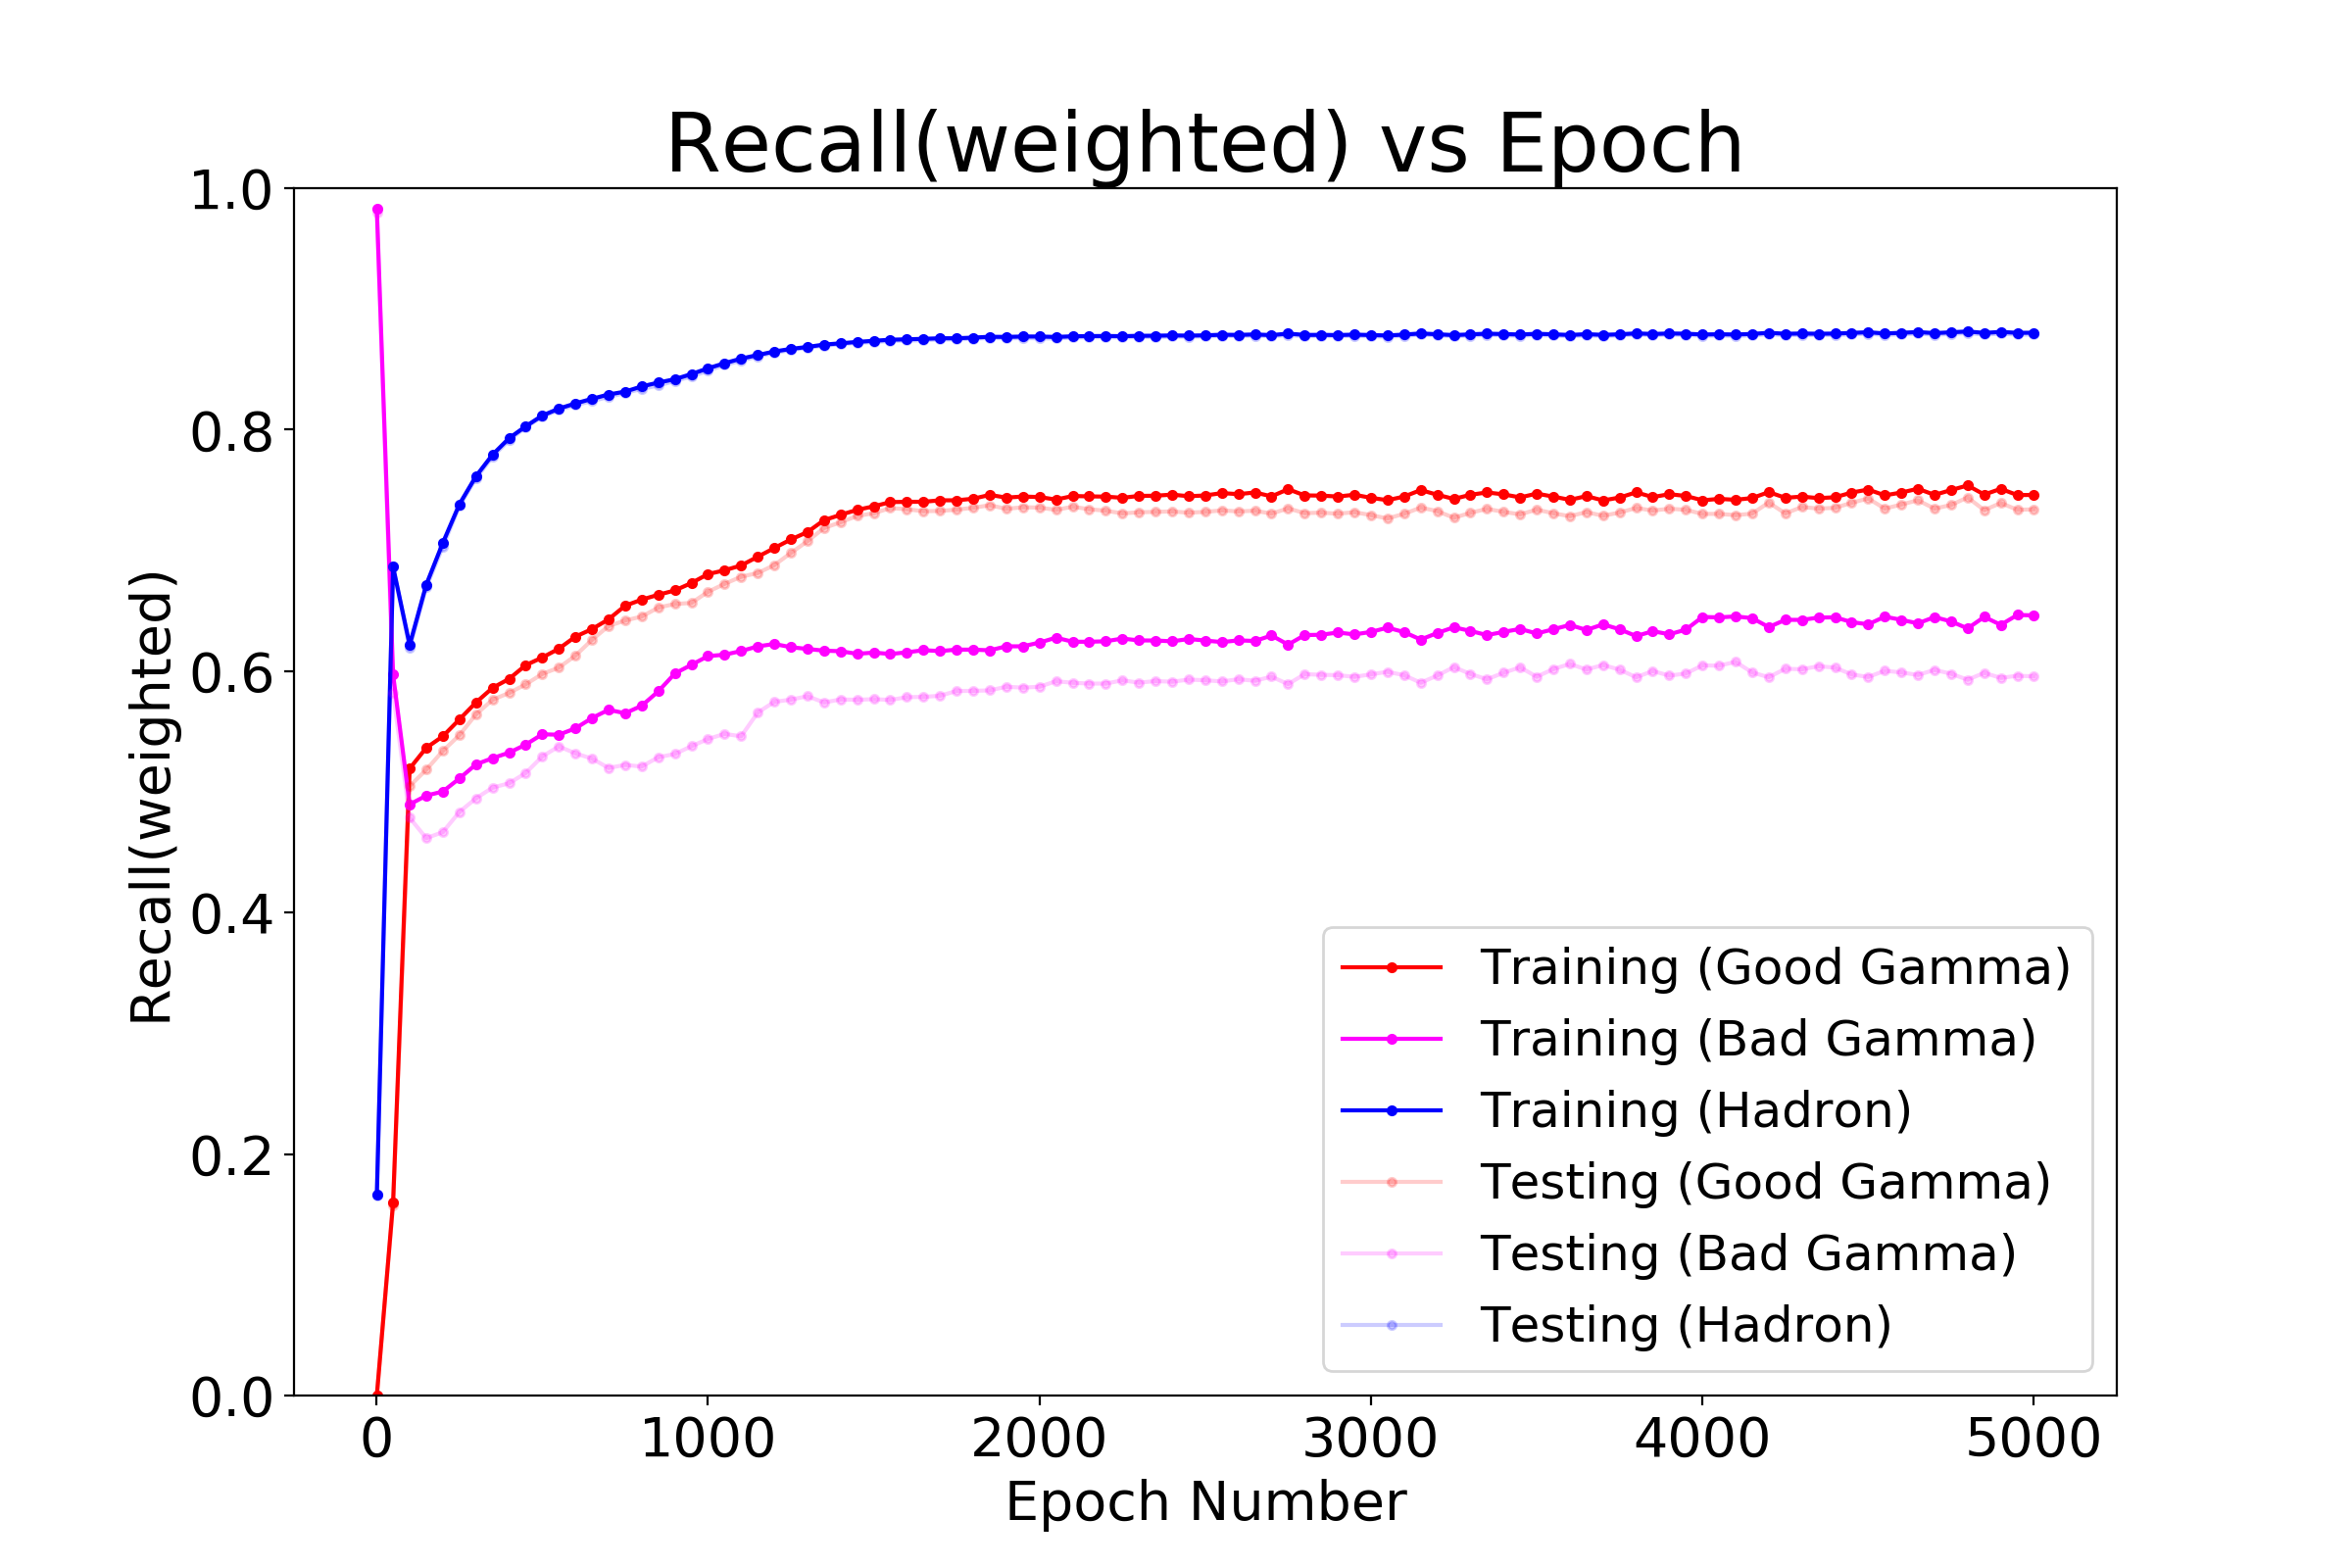 Recall(weighted) vs Epoch
1.0
0.8
0.6
0.4
0.2
0.0
Recall(weighted)
0 1000 2000 3000 4000 5000
Epoch Number
Training (Good Gamma)
Training (Bad Gamma)
Training (Hadron)
Testing (Good Gamma)
Testing (Bad Gamma)
Testing (Hadron)